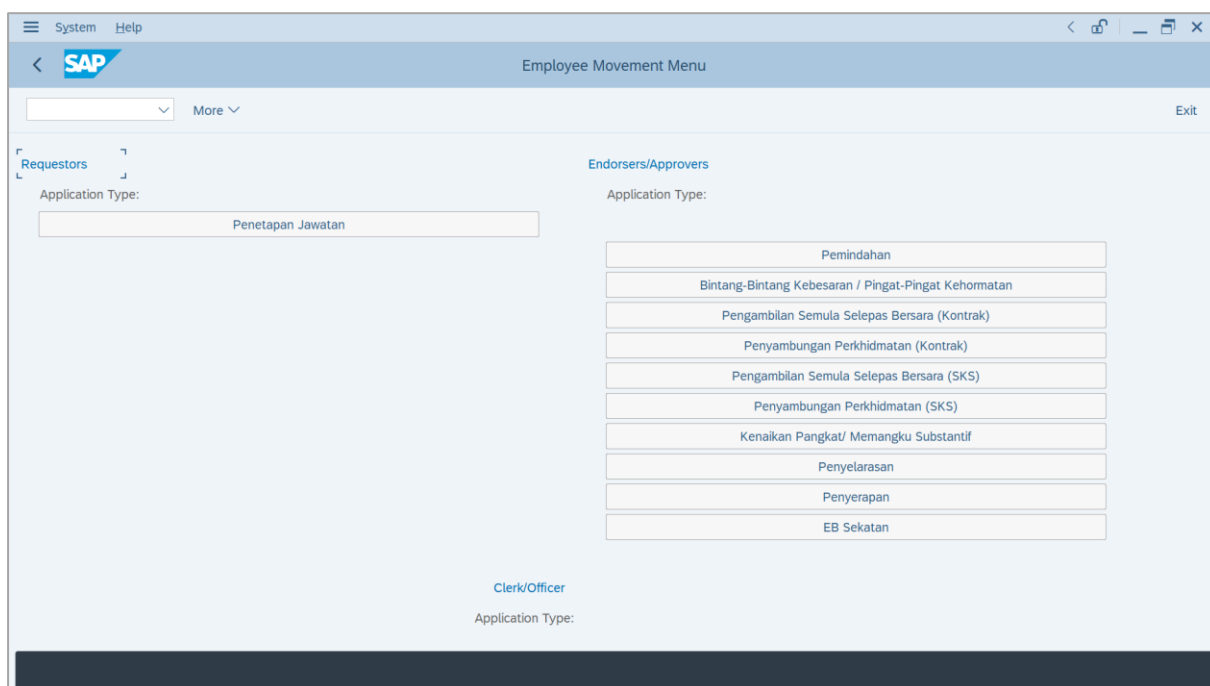 System Help
SAP Employee Movement Menu
More Exit
Requestors
Application Type:
Penetapan Jawatan
Endorsers/Approvers
Application Type:
Pemindahan
Bintang-Bintang Kebesaran / Pingat-Pingat Kehormatan
Pengambilan Semula Selepas Bersara (Kontrak)
Penyambungan Perkhidmatan (Kontrak)
Pengambilan Semula Selepas Bersara (SKS)
Penyambungan Perkhidmatan (SKS)
Kenaikan Pangkat/ Memangku Substantif
Penyelarasan
Penyerapan
EB Sekatan
Clerk/Officer
Application Type: